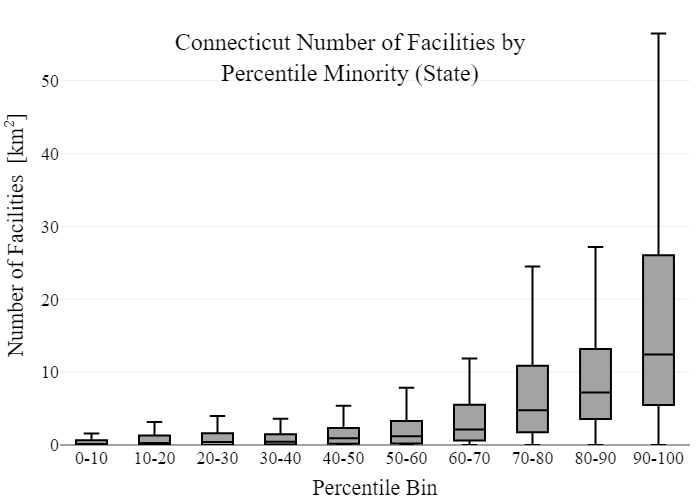 Connecticut Number of Facilities by
Percentile Minority (State)
Number of Facilities [km²]
50
40
30
20
10
0
0-10 10-20 20-30 30-40 40-50 50-60 60-70 70-80 80-90 90-100
Percentile Bin